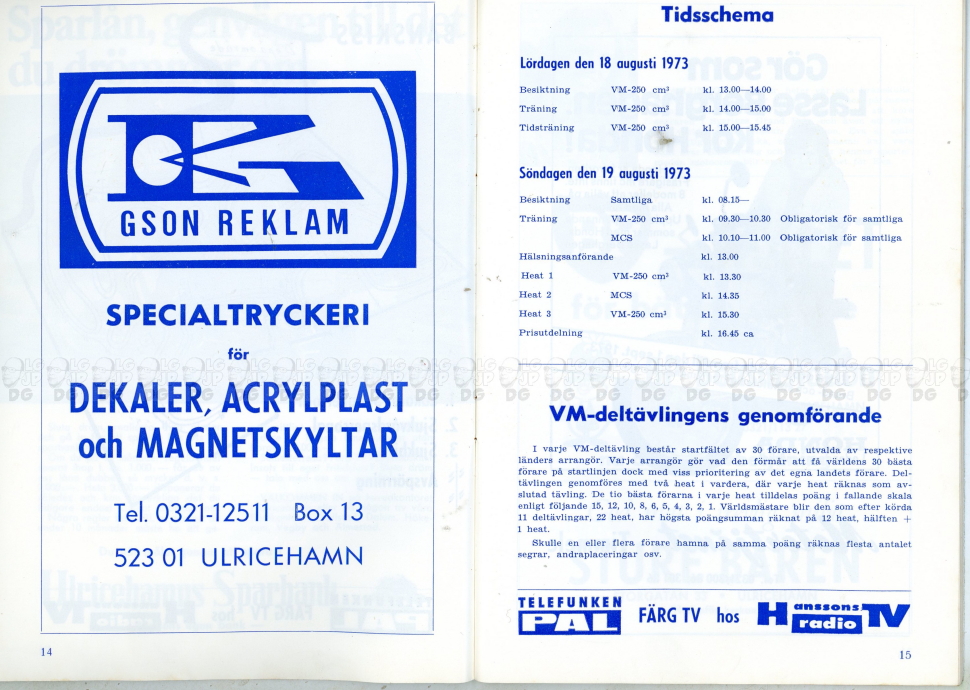 GSON REKLAM
SPECIALTRYCKERI
för
DEKALER, ACRYLPLAST
och MAGNETSKYLTAR
Tel. 0321-12511 Box 13
523 01 ULRICEHAMN
14
Tidsschema
Lördagen den 18 augusti 1973
Besiktning VM-250 cm³ kl. 13.00—14.00
Träning VM-250 cm³ kl. 14.00—15.00
Tidsträning VM-250 cm³ kl. 15.00—15.45
Söndagen den 19 augusti 1973
Besiktning Samtliga kl. 08.15—
Träning VM-250 cm³ kl. 09.30—10.30 Obligatorisk för samtliga
MCS kl. 10.10—11.00 Obligatorisk för samtliga
Hälsningsanförande kl. 13.00
Heat 1 VM-250 cm³ kl. 13.30
Heat 2 MCS kl. 14.35
Heat 3 VM-250 cm³ kl. 15.30
Prisutdelning kl. 16.45 ca
VM-deltävlingens genomförande
I varje VM-deltävling består startfältet av 30 förare, utvalda av respektive
länders arrangör. Varje arrangör gör vad den förmår att få världens 30 bästa
förare på startlinjen dock med viss prioritering av det egna landets förare. Del-
tävlingen genomföres med två heat i vardera, där varje heat räknas som av-
slutad tävling. De tio bästa förarna i varje heat tilldelas poäng i fallande skala
enligt följande 15, 12, 10, 8, 6, 5, 4, 3, 2, 1. Världsmästare blir den som efter körda
11 deltävlingar, 22 heat, har högsta poängsumman räknat på 12 heat, hälften +
1 heat.
Skulle en eller flera förare hamna på samma poäng räknas flesta antalet
segrar, andraplaceringar osv.
TELEFUNKEN
PAL
FÄRG TV hos
Hanssons
radio TV
15